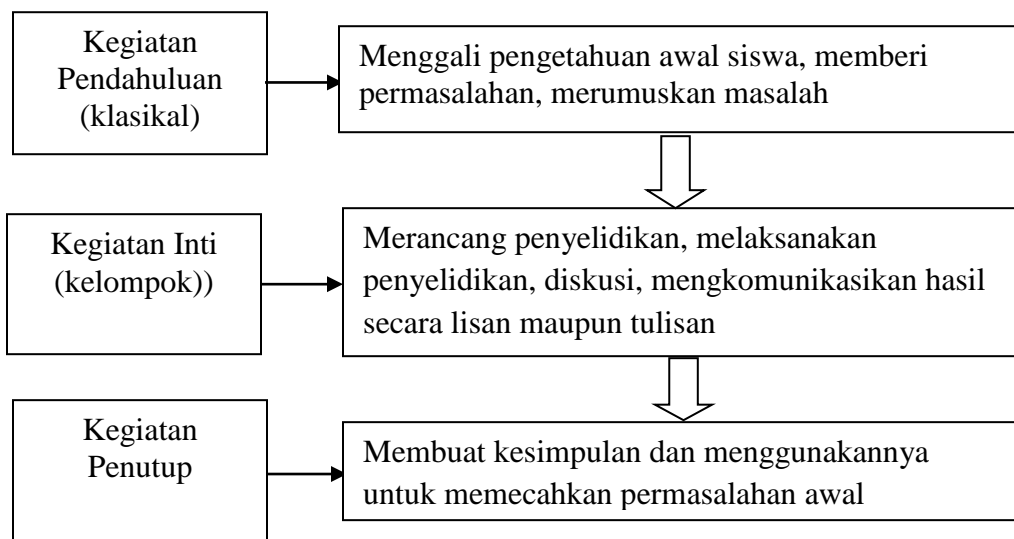 Kegiatan
Pendahuluan
(klasikal)
Menggali pengetahuan awal siswa, memberi
permasalahan, merumuskan masalah
Kegiatan Inti
(kelompok))
Merancang penyelidikan, melaksanakan
penyelidikan, diskusi, mengkomunikasikan hasil
secara lisan maupun tulisan
Kegiatan
Penutup
Membuat kesimpulan dan menggunakannya
untuk memecahkan permasalahan awal